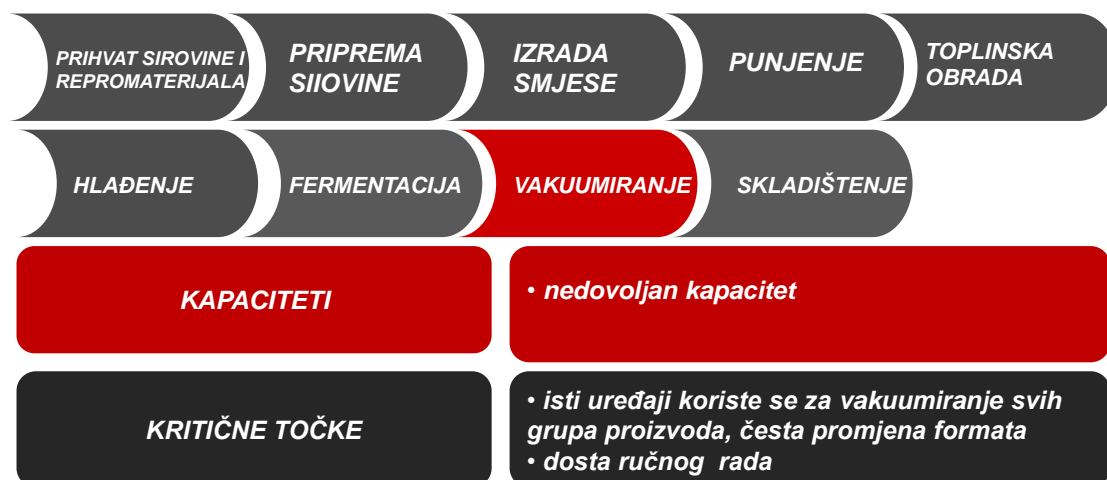 PRIHVAT SIROVINE I
REPROMATERIJALA
PRIPREMA
SIIOVINE
IZRADA
SMJESE
PUNJENJE
TOPLINSKA
OBRADA
HLAĐENJE
FERMENTACIJA
VAKUUMIRANJE
SKLADIŠTENJE
KAPACITETI
• nedovoljan kapacitet
KRITIČNE TOČKE
• isti uređaji koriste se za vakuumiranje svih
grupa proizvoda, česta promjena formata
• dosta ručnog rada